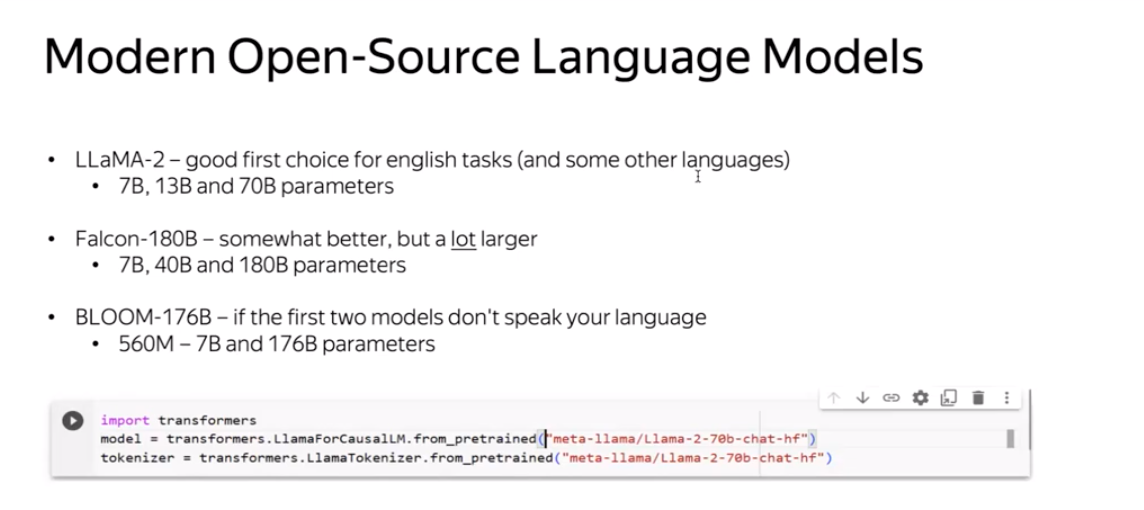 Modern Open-Source Language Models
• LLaMA-2 – good first choice for english tasks (and some other languages)
• 7B, 13B and 70B parameters
• Falcon-180B – somewhat better, but a lot larger
• 7B, 40B and 180B parameters
• BLOOM-176B – if the first two models don't speak your language
• 560M – 7B and 176B parameters
import transformers
model = transformers.LlamaForCausalLM.from_pretrained("meta-llama/Llama-2-70b-chat-hf")
tokenizer = transformers.LlamaTokenizer.from_pretrained("meta-llama/Llama-2-70b-chat-hf")